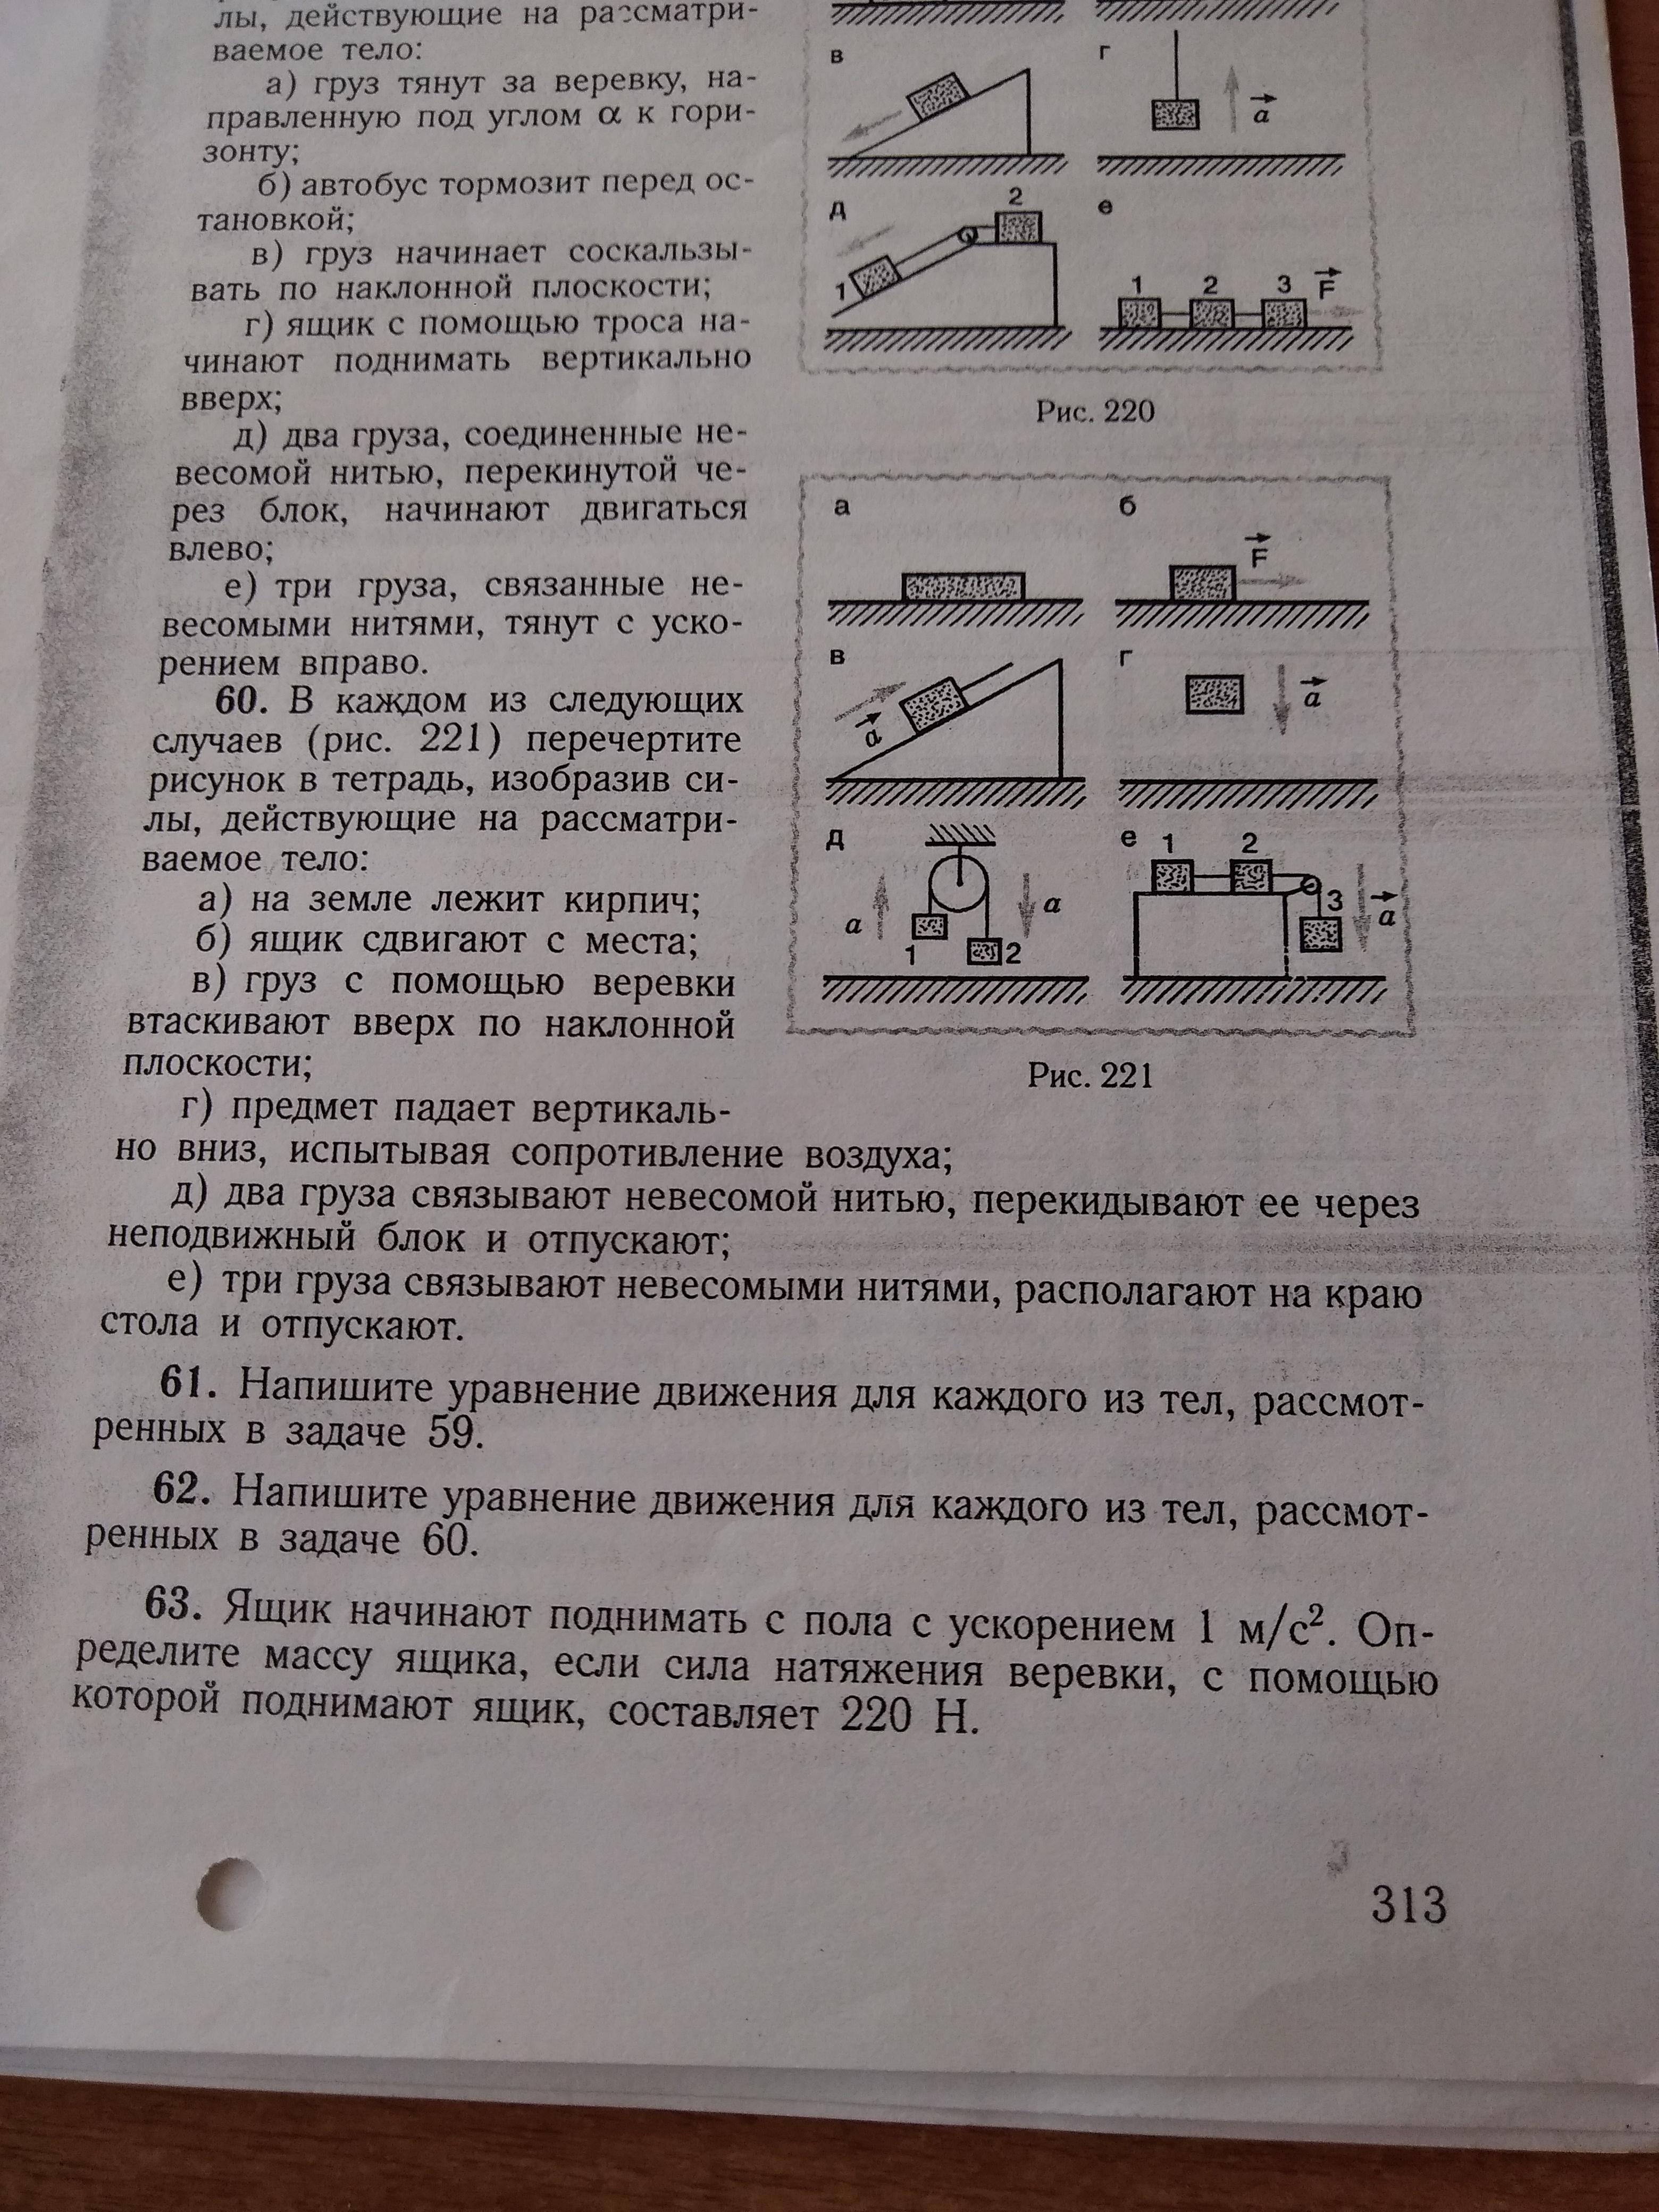 лы, действующие на рассматри-
ваемое тело:
а) груз тянут за веревку, на-
правленную под углом α к гори-
зонту;
б) автобус тормозит перед ос-
тановкой;
в) груз начинает соскальзы-
вать по наклонной плоскости;
г) ящик с помощью троса на-
чинают поднимать вертикально
вверх;
д) два груза, соединенные не-
весомой нитью, перекинутой че-
рез блок, начинают двигаться
влево;
е) три груза, связанные не-
весомыми нитями, тянут с уско-
рением вправо.
60. В каждом из следующих
случаев (рис. 221) перечертите
рисунок в тетрадь, изобразив си-
лы, действующие на рассматри-
ваемое тело:
а) на земле лежит кирпич;
б) ящик сдвигают с места;
в) груз с помощью веревки
втаскивают вверх по наклонной
плоскости;
г) предмет падает вертикаль-
но вниз, испытывая сопротивление воздуха;
д) два груза связывают невесомой нитью, перекидывают ее через
неподвижный блок и отпускают;
е) три груза связывают невесомыми нитями, располагают на краю
стола и отпускают.
61. Напишите уравнение движения для каждого из тел, рассмот-
ренных в задаче 59.
62. Напишите уравнение движения для каждого из тел, рассмот-
ренных в задаче 60.
63. Ящик начинают поднимать с пола с ускорением 1 м/с². Оп-
ределите массу ящика, если сила натяжения веревки, с помощью
которой поднимают ящик, составляет 220 Н.
313
в г
a
д 2 е
1
1 2 3 F
Рис. 220
а б
F
в г
a a
д е 1 2
a a 3 a
1 2
Рис. 221